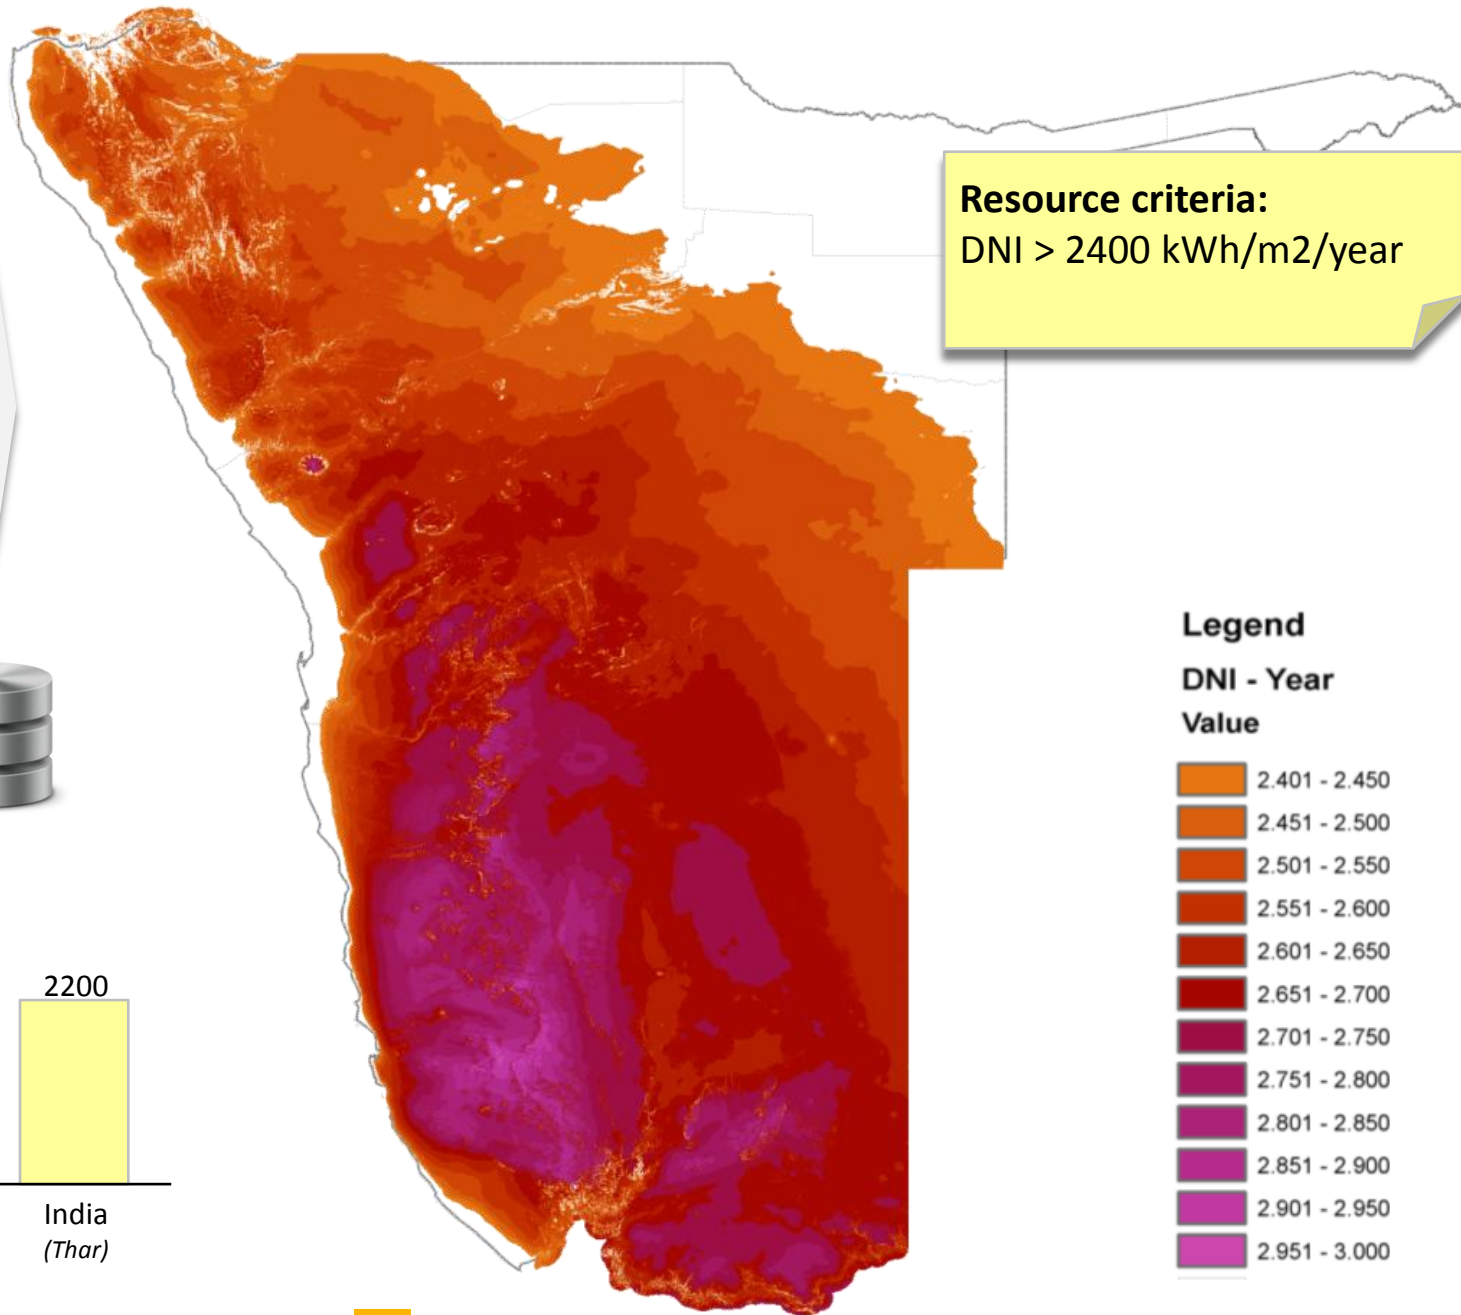 Resource criteria:
DNI > 2400 kWh/m2/year
Legend
DNI - Year
Value
2.401 - 2.450
2.451 - 2.500
2.501 - 2.550
2.551 - 2.600
2.601 - 2.650
2.651 - 2.700
2.701 - 2.750
2.751 - 2.800
2.801 - 2.850
2.851 - 2.900
2.901 - 2.950
2.951 - 3.000
2200
India
(Thar)